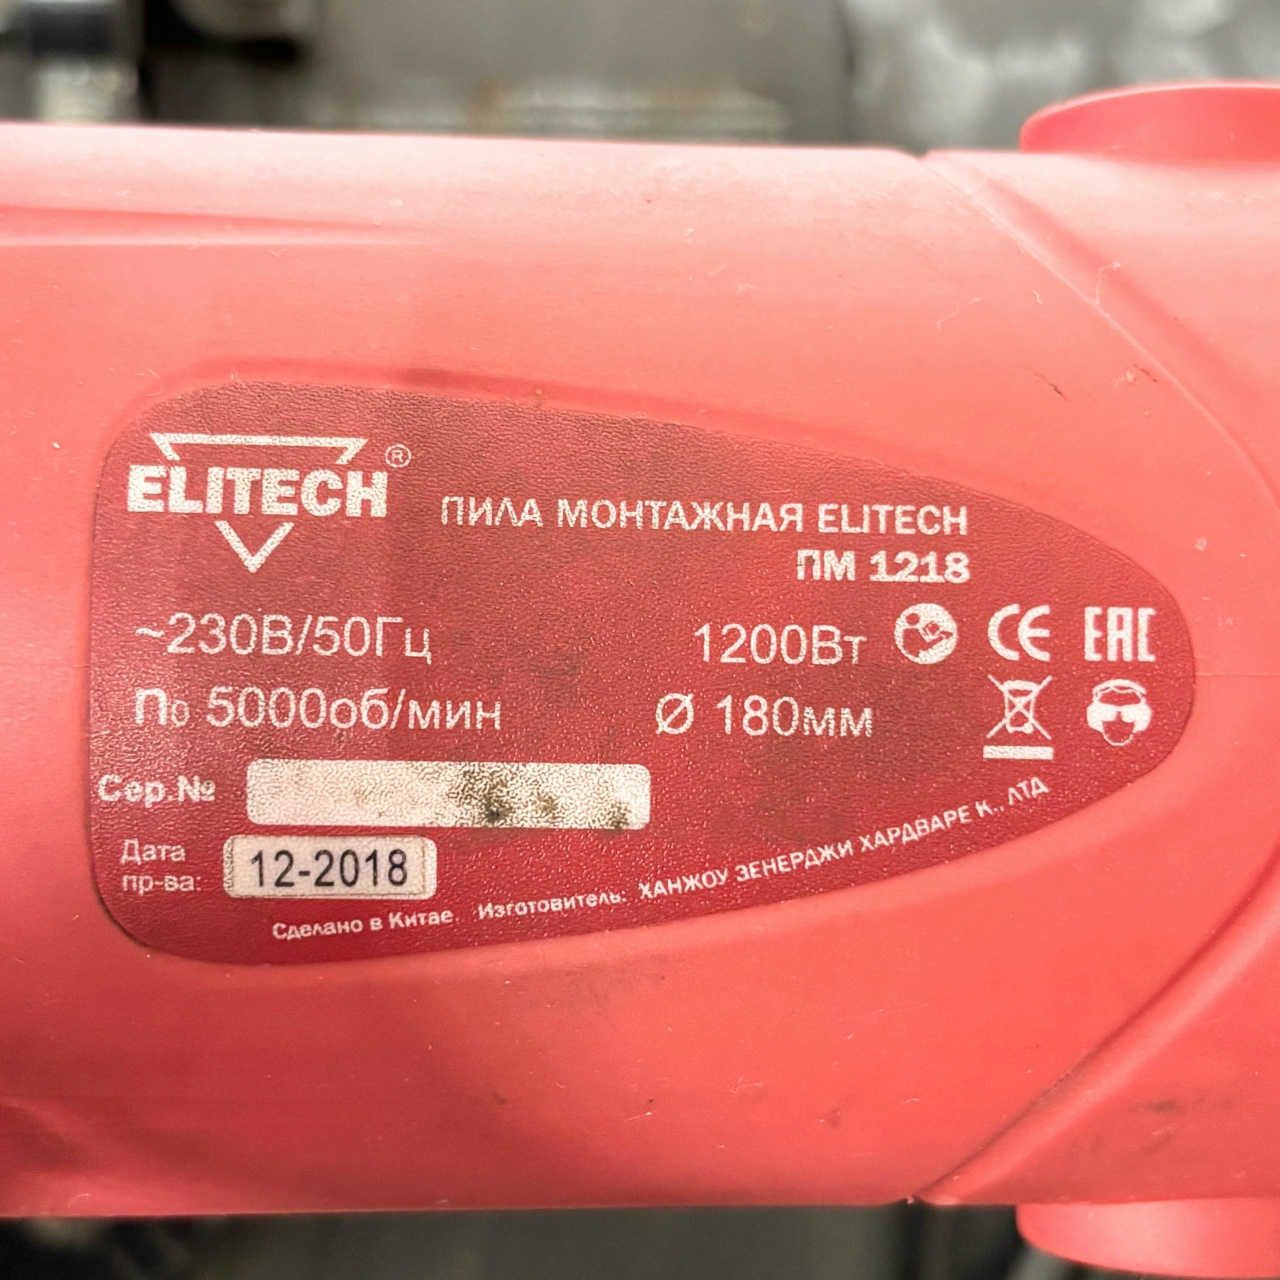 ELITECH®
ПИЛА МОНТАЖНАЯ ELITECH
ПМ 1218
~230В/50Гц
1200Вт
CE
EAC
n₀ 5000об/мин
Ø 180мм
Сер.№
Дата
пр-ва:
12-2018
Сделано в Китае. Изготовитель: ХАНЖОУ ЗЕНЕРДЖИ ХАРДВАРЕ К., ЛТД